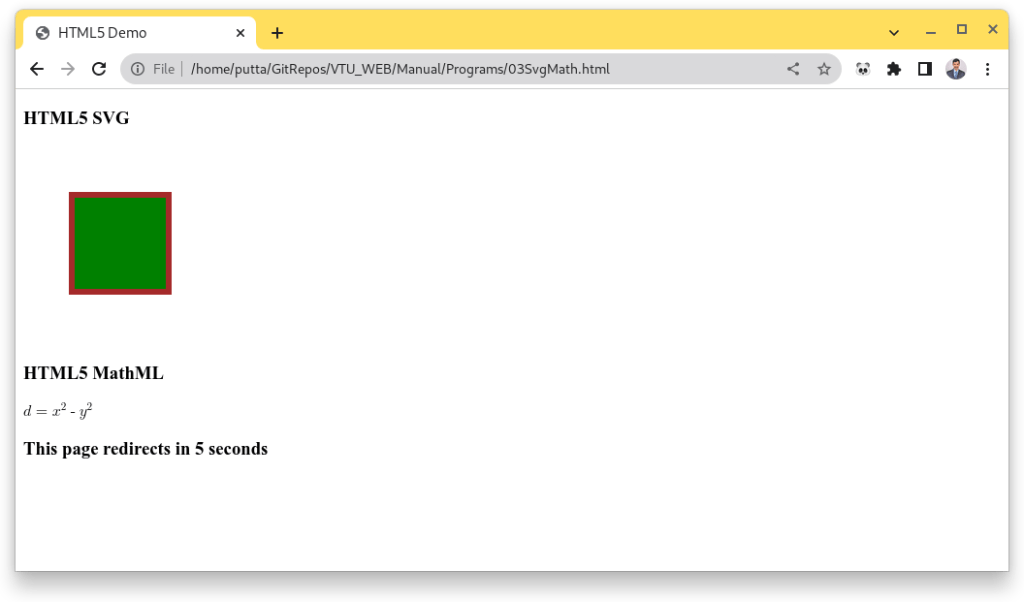 HTML5 Demo
File /home/putta/GitRepos/VTU_WEB/Manual/Programs/03SvgMath.html
HTML5 SVG
HTML5 MathML
d = x² - y²
This page redirects in 5 seconds